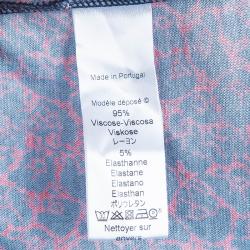 Made in Portugal
Modèle déposé ©
95%
Viscose-Viscosa
Viskose
レーヨン
5%
Elasthanne
Elastane
Elastano
Elasthan
ポリウレタン
Nettoyer sur